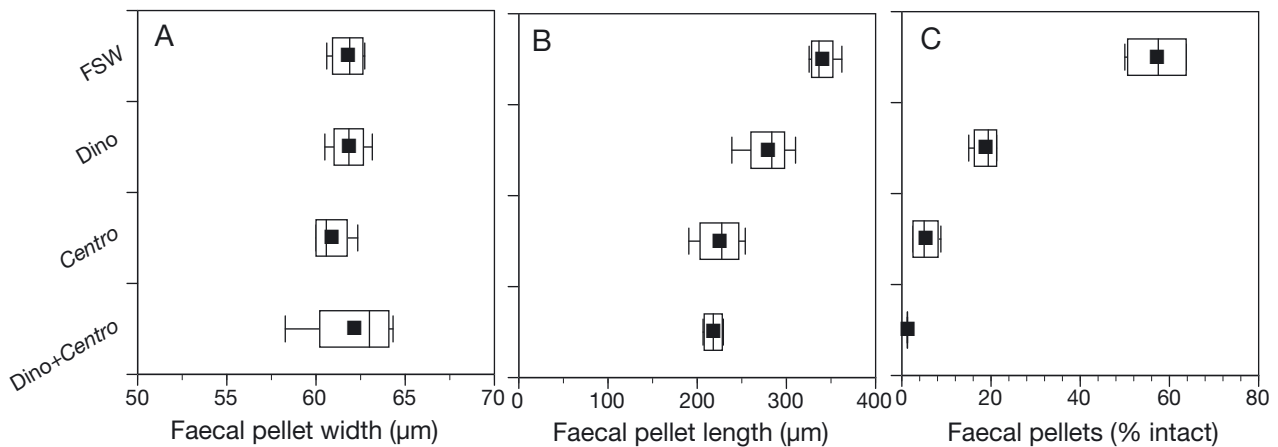 A
B
C
FSW
Dino
Centro
Dino+Centro
50 55 60 65 70
0 100 200 300 400
0 20 40 60 80
Faecal pellet width (µm)
Faecal pellet length (µm)
Faecal pellets (% intact)